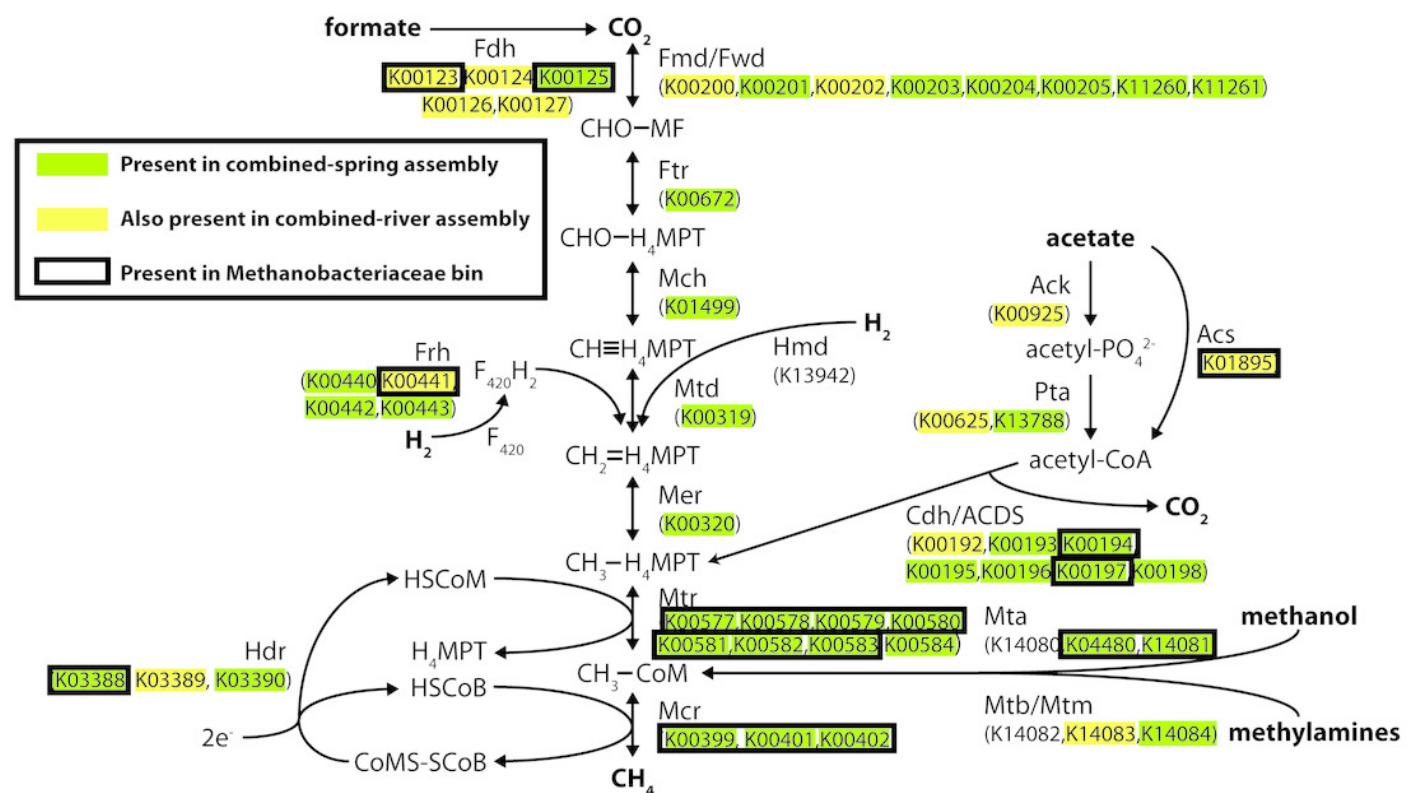 formate
CO2
Fdh
K00123 K00124 K00125
K00126,K00127)
Fmd/Fwd
(K00200,K00201,K00202,K00203,K00204,K00205,K11260,K11261)
CHO–MF
Present in combined-spring assembly
Also present in combined-river assembly
Present in Methanobacteriaceae bin
Ftr
(K00672)
CHO–H4MPT
Mch
(K01499)
acetate
Ack
(K00925)
acetyl-PO4 2-
Acs
K01895
Pta
(K00625,K13788)
acetyl-CoA
CH≡H4MPT
H2
Hmd
(K13942)
Frh
(K00440 K00441,
K00442,K00443)
F420H2
H2
F420
Mtd
(K00319)
CH2=H4MPT
Mer
(K00320)
CO2
Cdh/ACDS
(K00192,K00193 K00194,
K00195,K00196 K00197, K00198)
CH3–H4MPT
HSCoM
Mtr
K00577,K00578,K00579,K00580
K00581,K00582,K00583 K00584)
H4MPT
Mta
(K14080,K04480,K14081
methanol
Hdr
K03388 K03389, K03390)
CH3–CoM
HSCoB
Mtb/Mtm
(K14082,K14083,K14084)
methylamines
Mcr
K00399, K00401,K00402
2e-
CoMS-SCoB
CH4